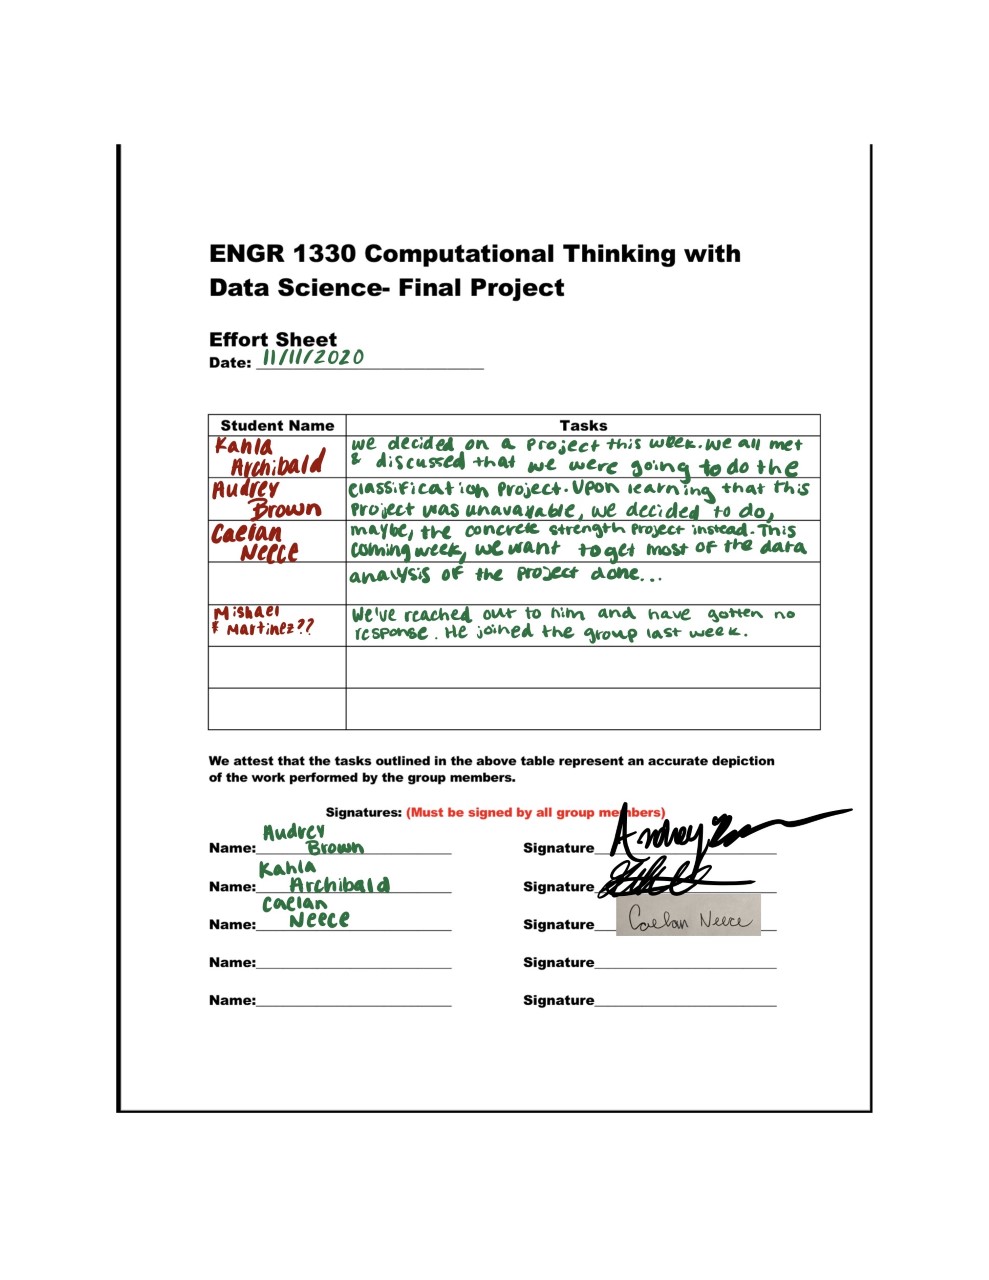 ENGR 1330 Computational Thinking with
Data Science- Final Project
Effort Sheet
Date: 11/11/2020
Student Name Tasks
Kahla
Archibald
we decided on a project this week. We all met
& discussed that we were going to do the
Audrey
Brown
classification project. Upon learning that this
project was unavailable, we decided to do,
Caelan
Neece
maybe, the concrete strength project instead. This
coming week, we want to get most of the data
analysis of the project done...
Mishael
Martinez??
We've reached out to him and have gotten no
response. He joined the group last week.
We attest that the tasks outlined in the above table represent an accurate depiction
of the work performed by the group members.
Signatures: (Must be signed by all group members)
Name: Audrey Brown Signature Audrey
Name: Kahla Archibald Signature
Name: Caelan Neece Signature Caelan Neece
Name: Signature
Name: Signature